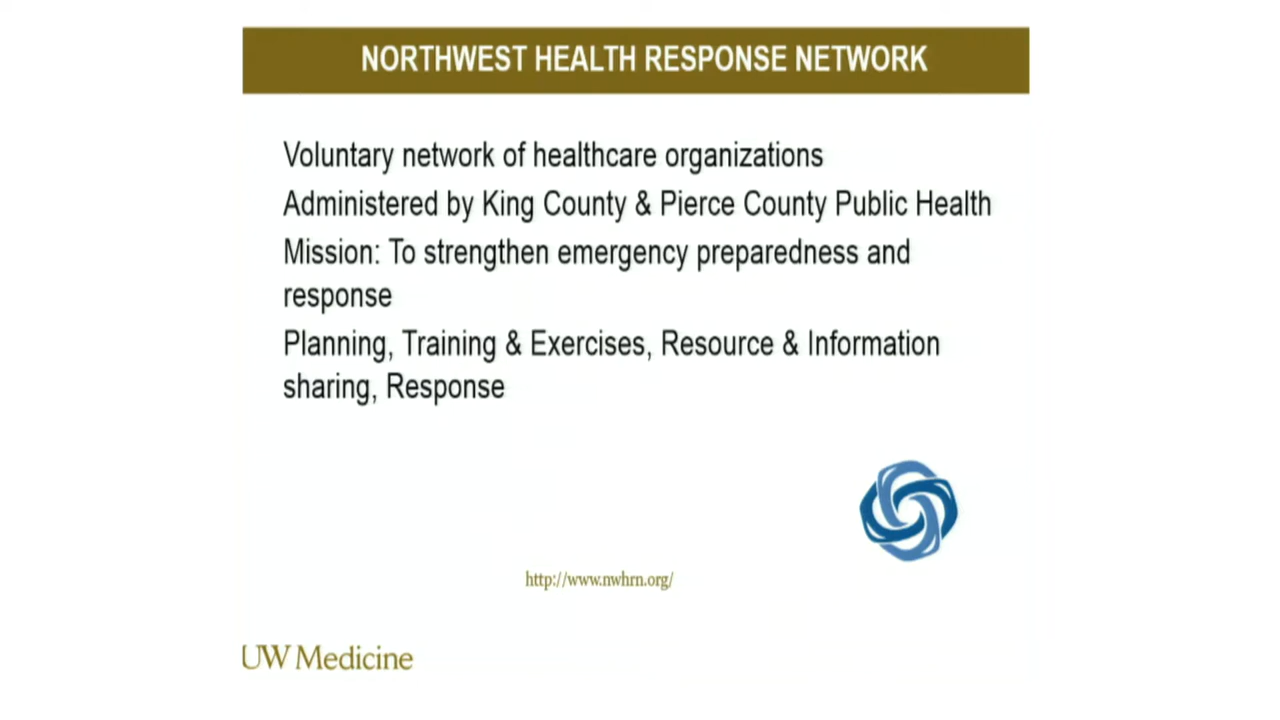 NORTHWEST HEALTH RESPONSE NETWORK
Voluntary network of healthcare organizations
Administered by King County & Pierce County Public Health
Mission: To strengthen emergency preparedness and
response
Planning, Training & Exercises, Resource & Information
sharing, Response
http://www.nwhrn.org/
UW Medicine